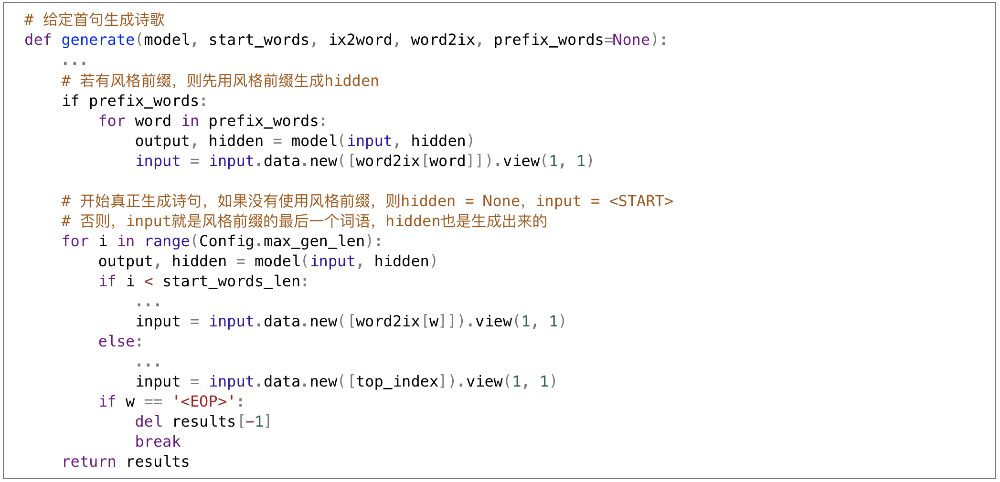 # 给定首句生成诗歌
def generate(model, start_words, ix2word, word2ix, prefix_words=None):
    ...
    # 若有风格前缀，则先用风格前缀生成hidden
    if prefix_words:
        for word in prefix_words:
            output, hidden = model(input, hidden)
            input = input.data.new([word2ix[word]]).view(1, 1)

    # 开始真正生成诗句，如果没有使用风格前缀，则hidden = None，input = <START>
    # 否则，input就是风格前缀的最后一个词语，hidden也是生成出来的
    for i in range(Config.max_gen_len):
        output, hidden = model(input, hidden)
        if i < start_words_len:
            ...
            input = input.data.new([word2ix[w]]).view(1, 1)
        else:
            ...
            input = input.data.new([top_index]).view(1, 1)
        if w == '<EOP>':
            del results[-1]
            break
    return results